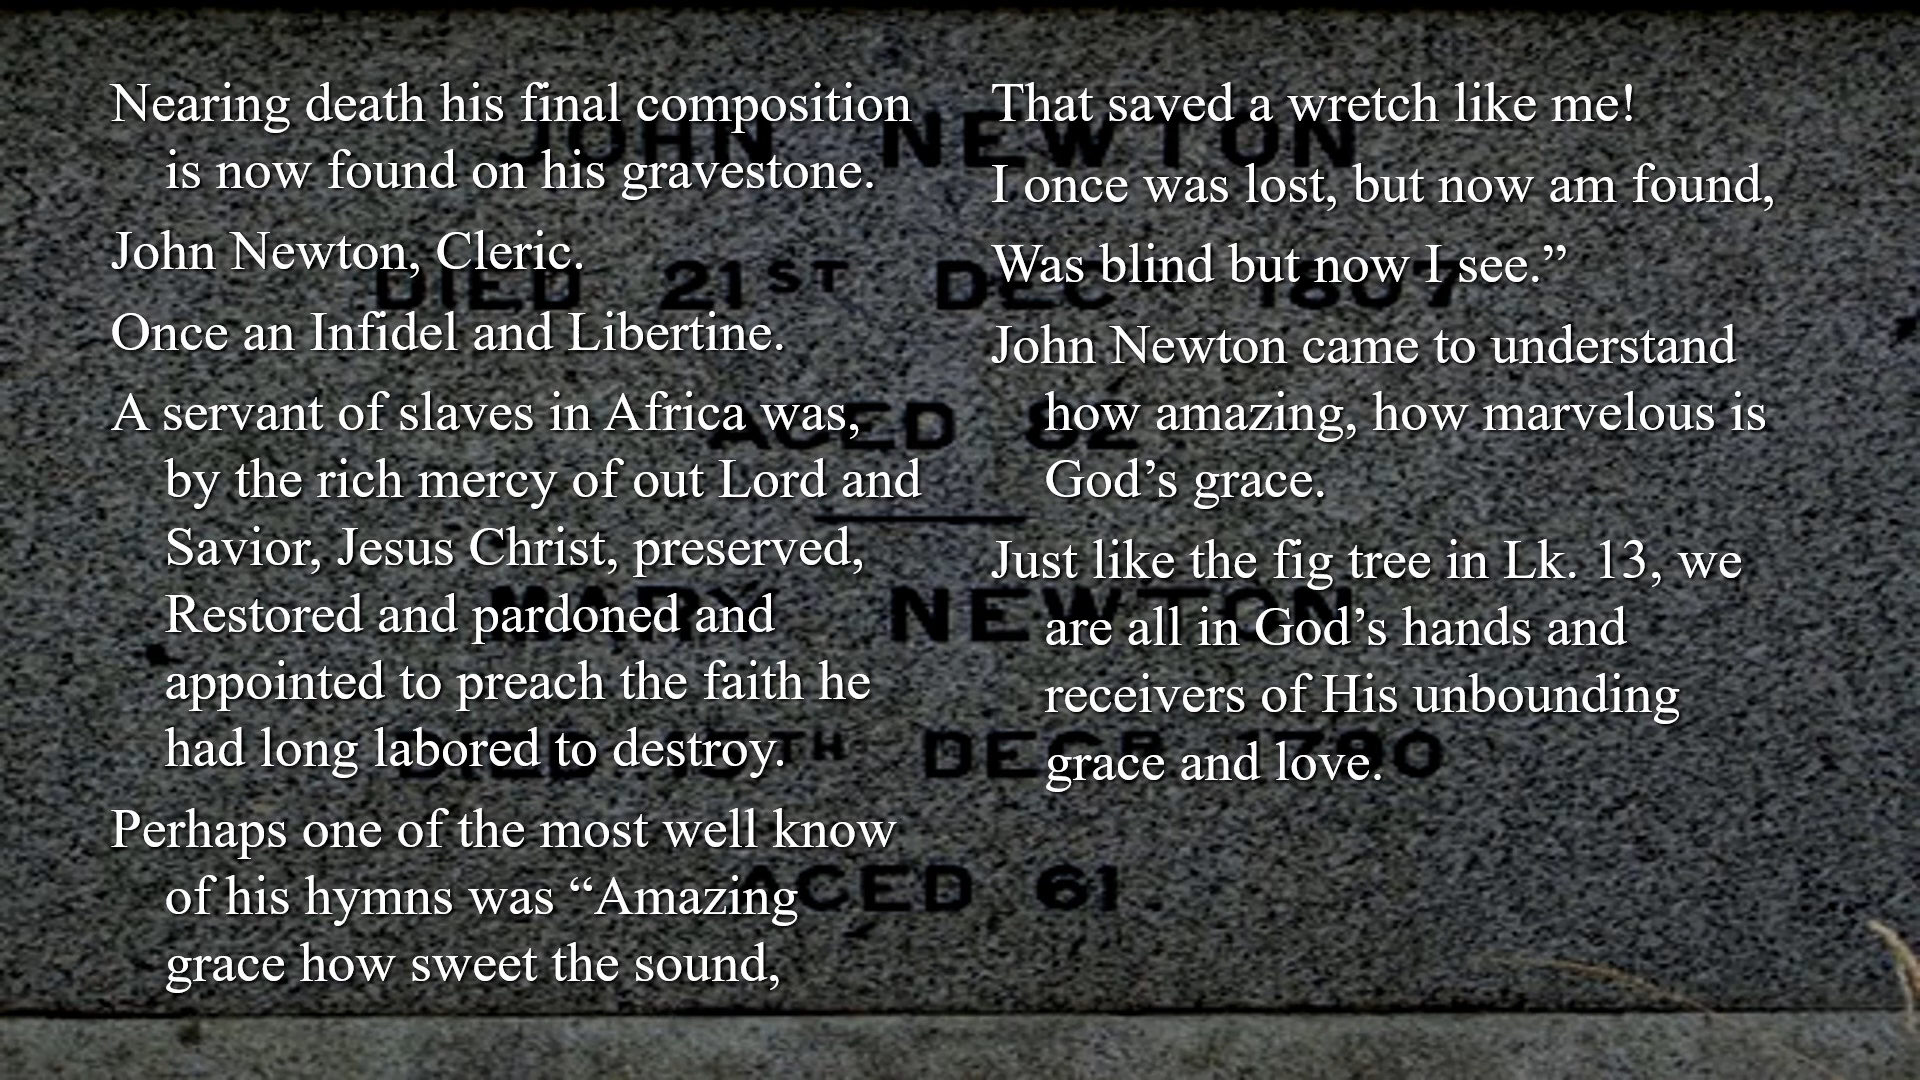 Nearing death his final composition
is now found on his gravestone.
John Newton, Cleric.
Once an Infidel and Libertine.
A servant of slaves in Africa was,
by the rich mercy of out Lord and
Savior, Jesus Christ, preserved,
Restored and pardoned and
appointed to preach the faith he
had long labored to destroy.
Perhaps one of the most well know
of his hymns was “Amazing
grace how sweet the sound,
That saved a wretch like me!
I once was lost, but now am found,
Was blind but now I see.”
John Newton came to understand
how amazing, how marvelous is
God’s grace.
Just like the fig tree in Lk. 13, we
are all in God’s hands and
receivers of His unbounding
grace and love.
JOHN NEWTON
DIED 21ST DEC 1807
AGED 82.
MARY NEWTON
DIED TH DECR 1790
AGED 61.